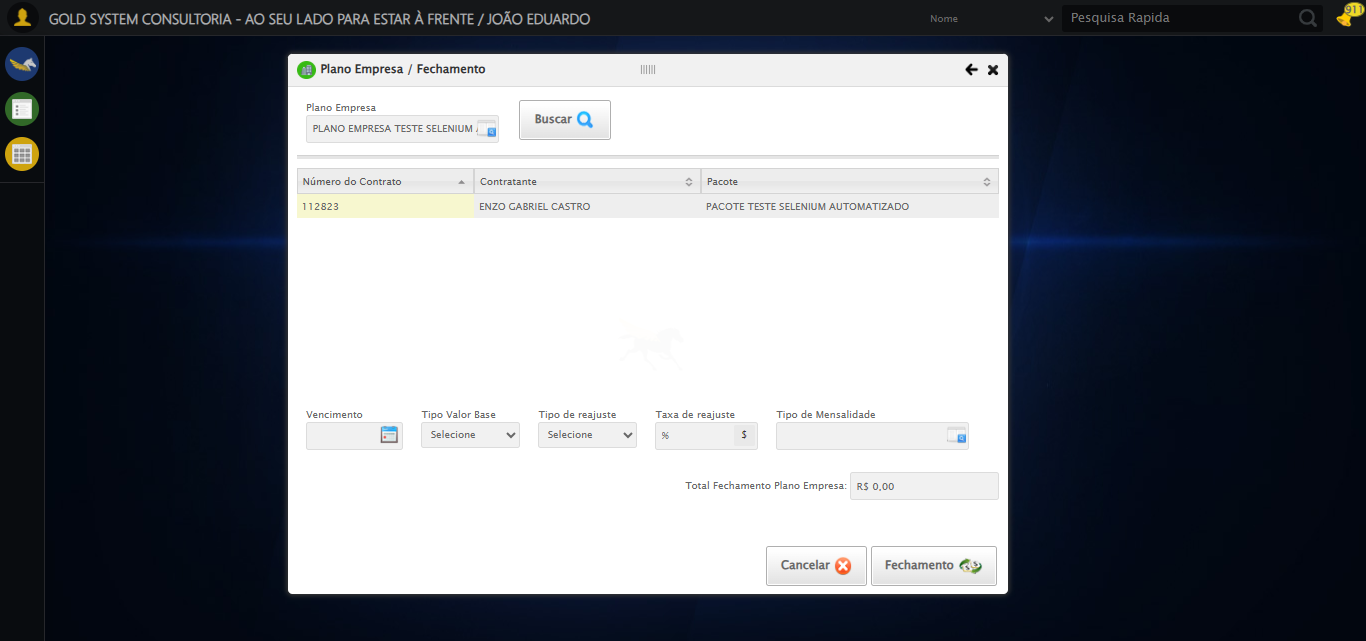 GOLD SYSTEM CONSULTORIA - AO SEU LADO PARA ESTAR À FRENTE / JOÃO EDUARDO
Nome
Pesquisa Rapida
911
Plano Empresa / Fechamento
Plano Empresa
PLANO EMPRESA TESTE SELENIUM
Buscar
Número do Contrato Contratante Pacote
112823 ENZO GABRIEL CASTRO PACOTE TESTE SELENIUM AUTOMATIZADO
Vencimento Tipo Valor Base Tipo de reajuste Taxa de reajuste Tipo de Mensalidade
Selecione Selecione % $
Total Fechamento Plano Empresa: R$ 0,00
Cancelar Fechamento